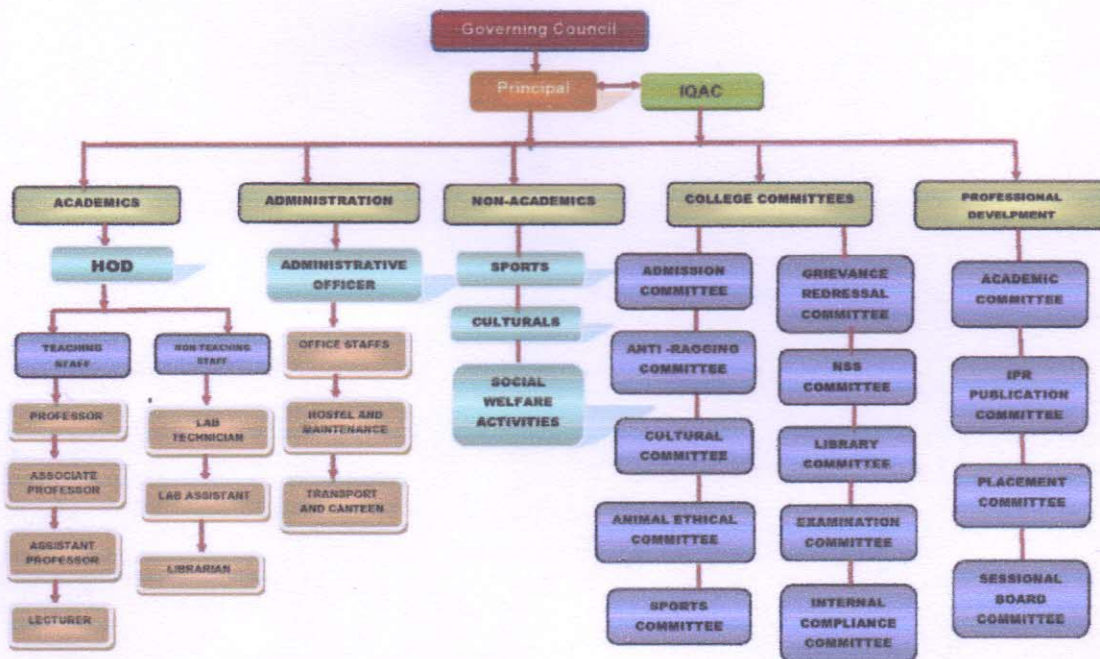 Governing Council
Principal
IQAC
ACADEMICS
ADMINISTRATION
NON-ACADEMICS
COLLEGE COMMITTEES
PROFESSIONAL
DEVELPMENT
HOD
TEACHING
STAFF
NON TEACHING
STAFF
PROFESSOR
ASSOCIATE
PROFESSOR
ASSISTANT
PROFESSOR
LECTURER
LAB
TECHNICIAN
LAB ASSISTANT
LIBRARIAN
ADMINISTRATIVE
OFFICER
OFFICE STAFFS
HOSTEL AND
MAINTENANCE
TRANSPORT
AND CANTEEN
SPORTS
CULTURALS
SOCIAL
WELFARE
ACTIVITIES
ADMISSION
COMMITTEE
ANTI -RAGGING
COMMITTEE
CULTURAL
COMMITTEE
ANIMAL ETHICAL
COMMITTEE
SPORTS
COMMITTEE
GRIEVANCE
REDRESSAL
COMMITTEE
NSS
COMMITTEE
LIBRARY
COMMITTEE
EXAMINATION
COMMITTEE
INTERNAL
COMPLIANCE
COMMITTEE
ACADEMIC
COMMITTEE
IPR
PUBLICATION
COMMITTEE
PLACEMENT
COMMITTEE
SESSIONAL
BOARD
COMMITTEE